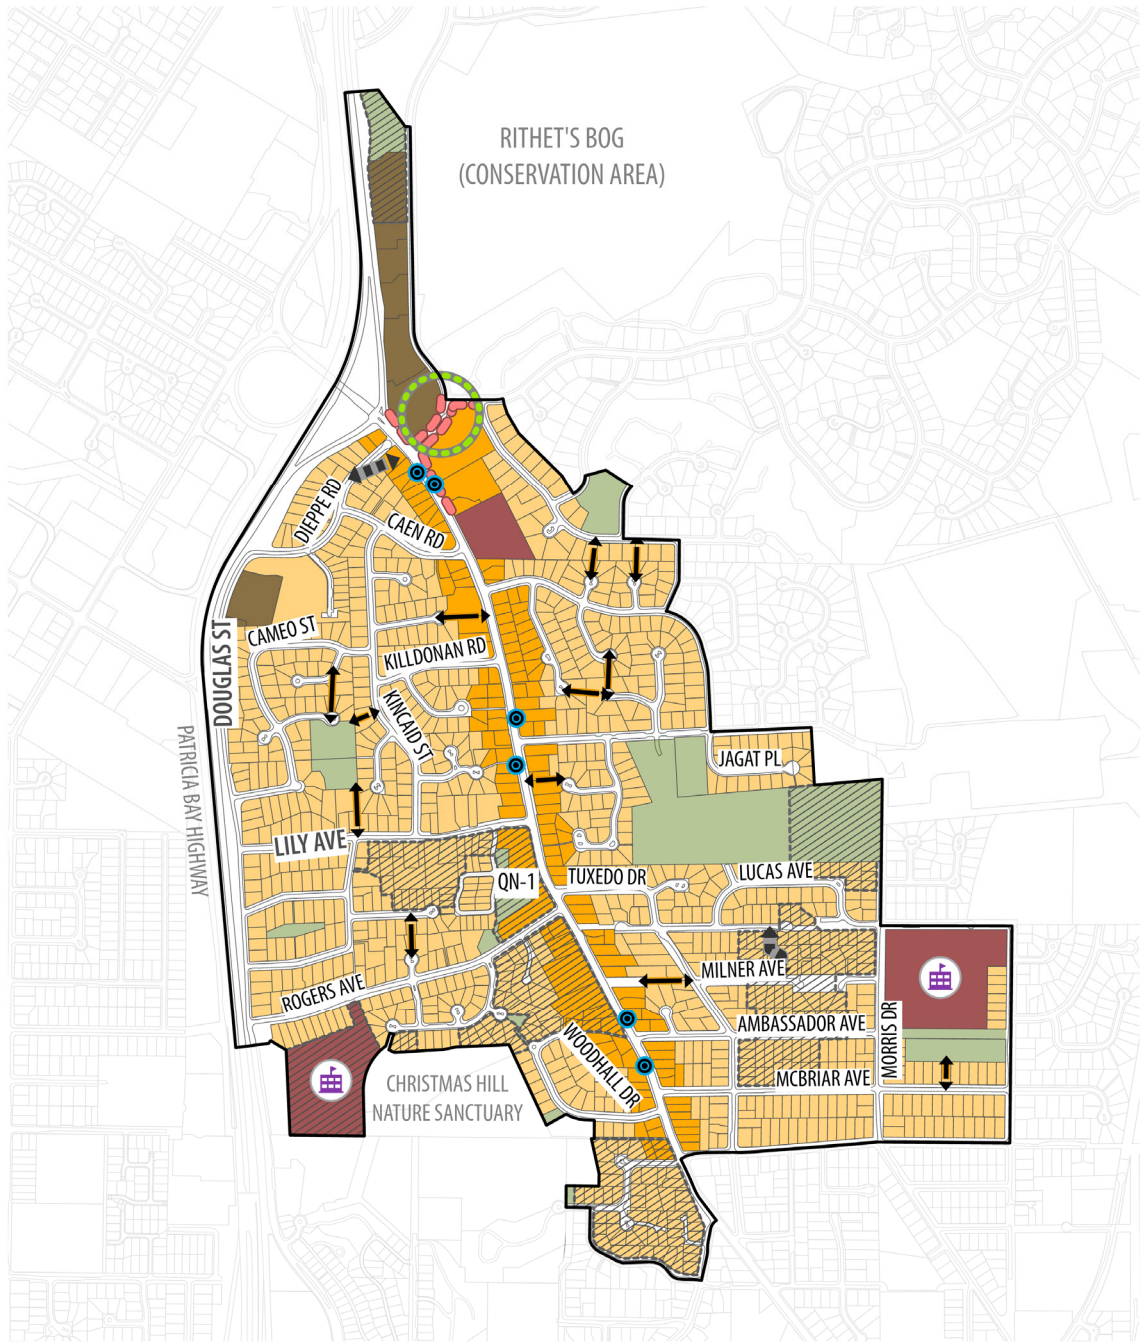 RITHET'S BOG
(CONSERVATION AREA)
DIEPPE RD
CAEN RD
DOUGLAS ST
CAMEO ST
KILLDONAN RD
KINCAID ST
PATRICIA BAY HIGHWAY
JAGAT PL
LILY AVE
QN-1
TUXEDO DR
LUCAS AVE
ROGERS AVE
MILNER AVE
AMBASSADOR AVE
MORRIS DR
WOODHALL DR
MCBRIAR AVE
CHRISTMAS HILL
NATURE SANCTUARY